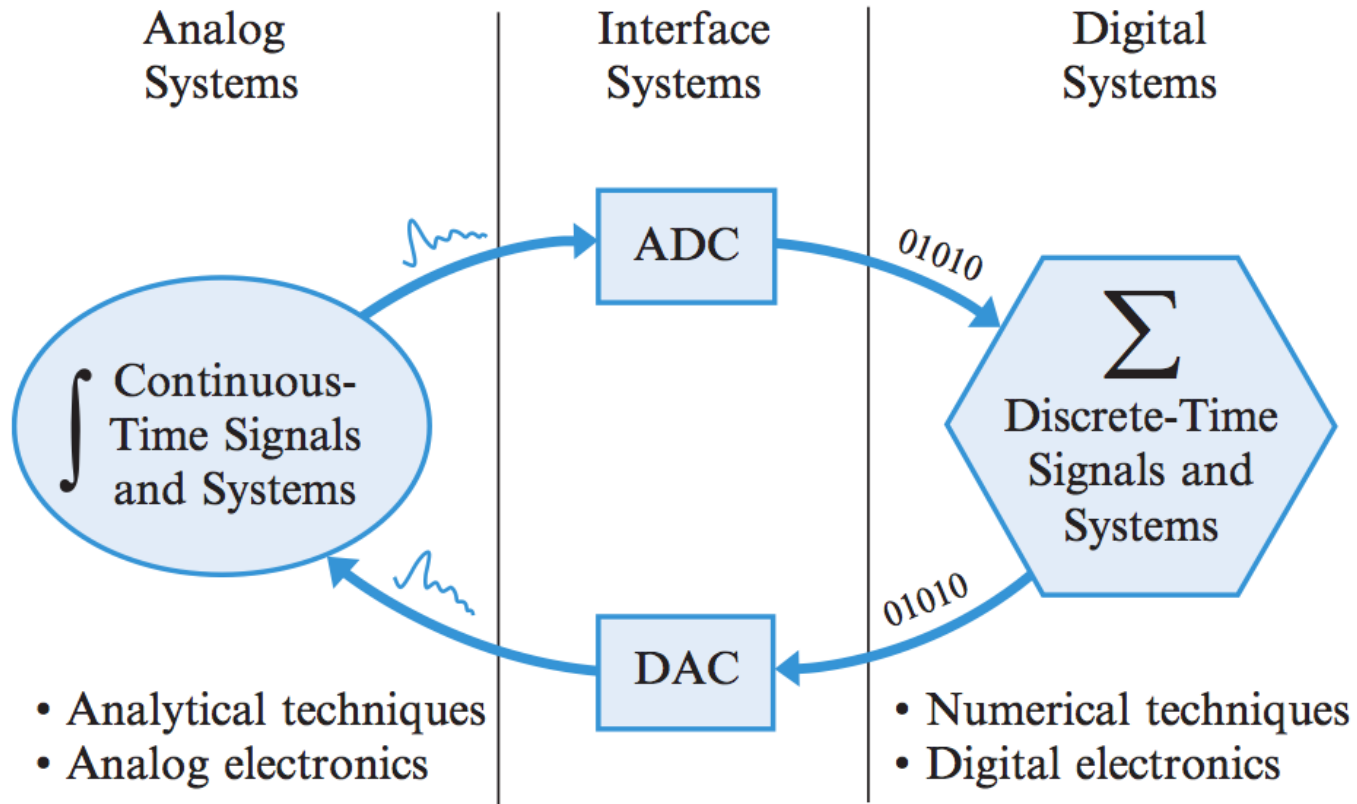 Analog
Systems
Interface
Systems
Digital
Systems
ADC
01010
∫
Continuous-
Time Signals
and Systems
∑
Discrete-Time
Signals and
Systems
01010
DAC
• Analytical techniques
• Analog electronics
• Numerical techniques
• Digital electronics